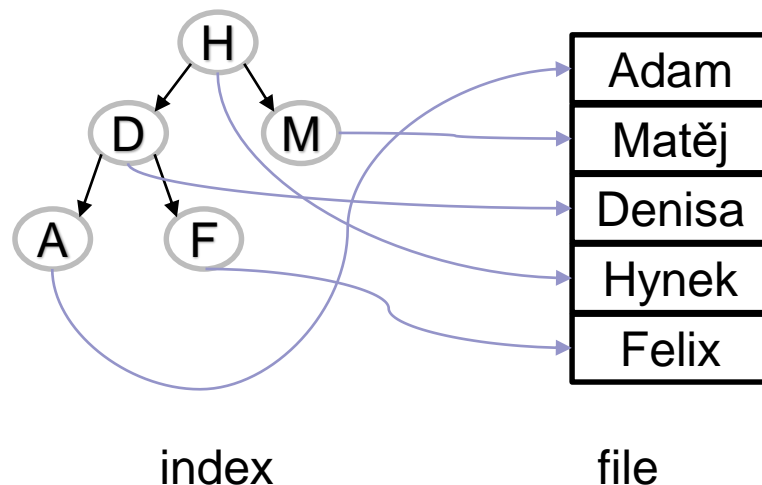 H
D
M
A
F
Adam
Matěj
Denisa
Hynek
Felix
index
file